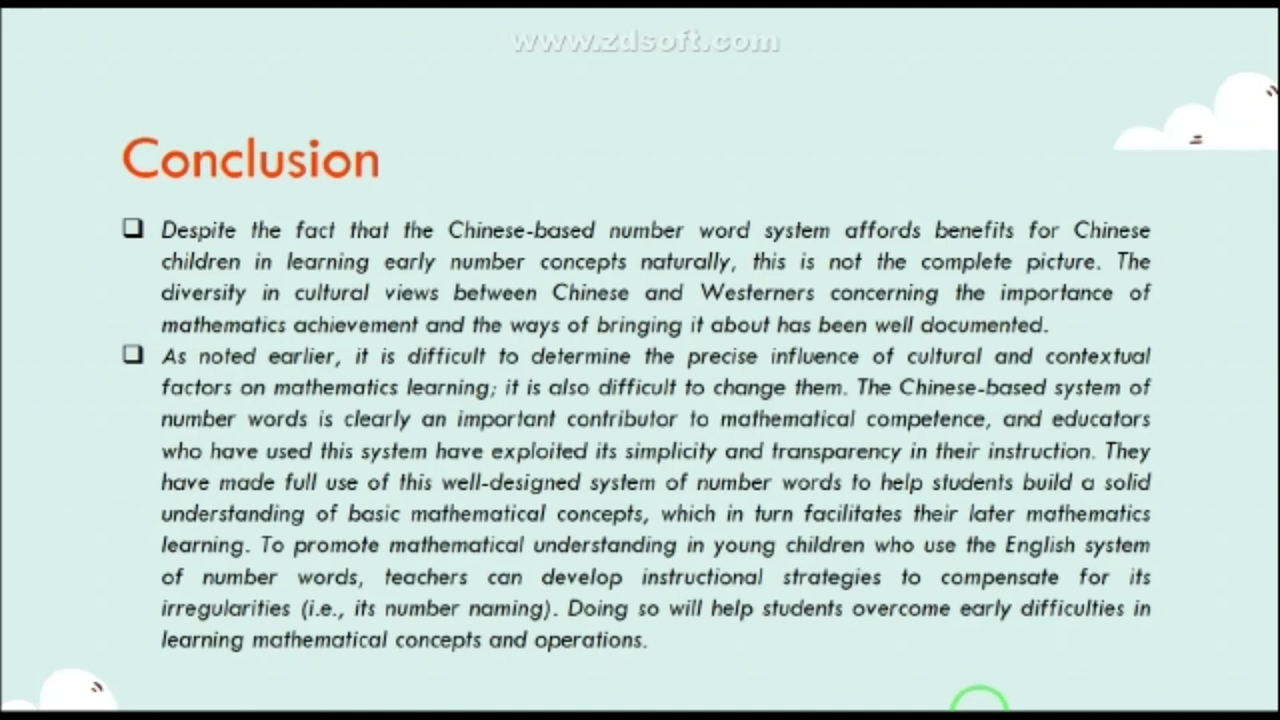 www.zdsoft.com
Conclusion
Despite the fact that the Chinese-based number word system affords benefits for Chinese
children in learning early number concepts naturally, this is not the complete picture. The
diversity in cultural views between Chinese and Westerners concerning the importance of
mathematics achievement and the ways of bringing it about has been well documented.
As noted earlier, it is difficult to determine the precise influence of cultural and contextual
factors on mathematics learning; it is also difficult to change them. The Chinese-based system of
number words is clearly an important contributor to mathematical competence, and educators
who have used this system have exploited its simplicity and transparency in their instruction. They
have made full use of this well-designed system of number words to help students build a solid
understanding of basic mathematical concepts, which in turn facilitates their later mathematics
learning. To promote mathematical understanding in young children who use the English system
of number words, teachers can develop instructional strategies to compensate for its
irregularities (i.e., its number naming). Doing so will help students overcome early difficulties in
learning mathematical concepts and operations.